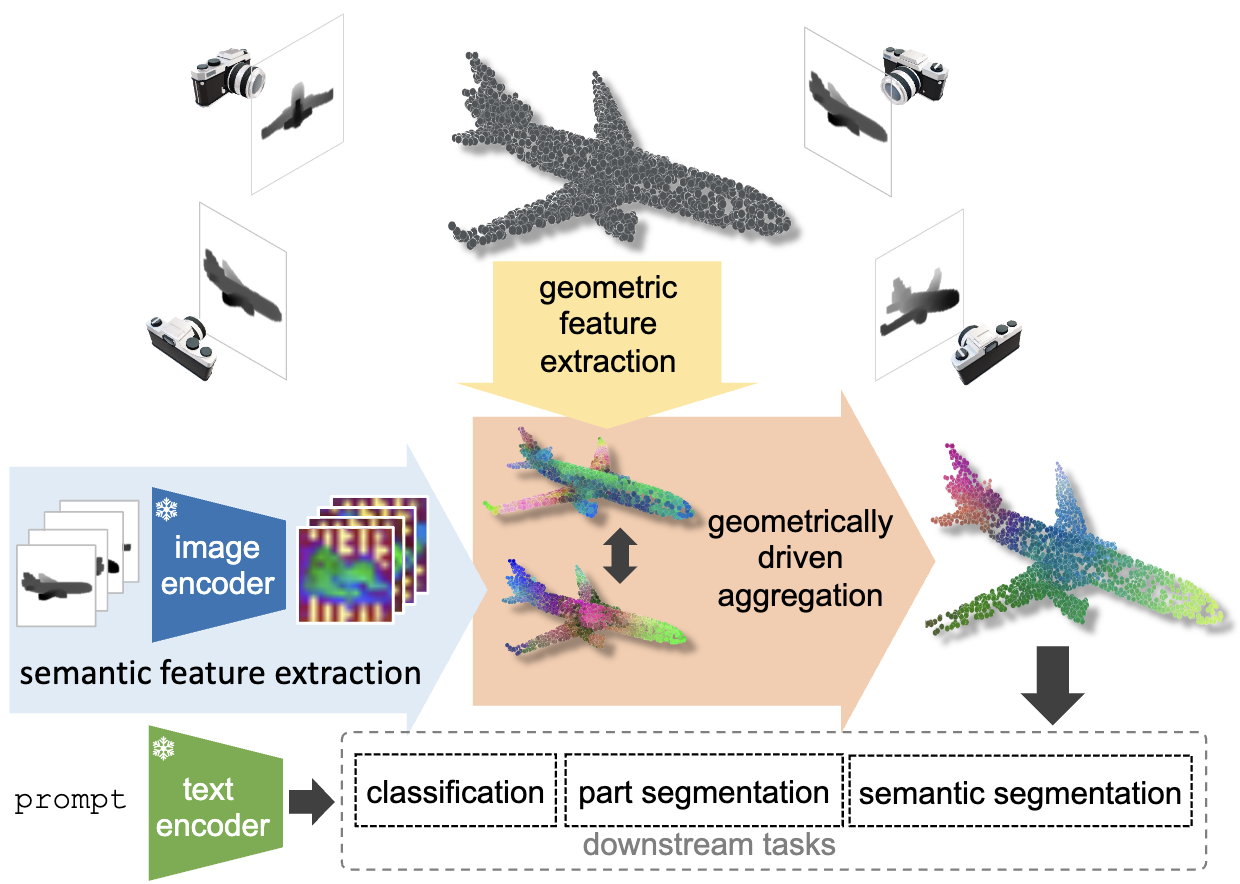 geometric
feature
extraction
image
encoder
semantic feature extraction
geometrically
driven
aggregation
prompt
text
encoder
classification
part segmentation
semantic segmentation
downstream tasks